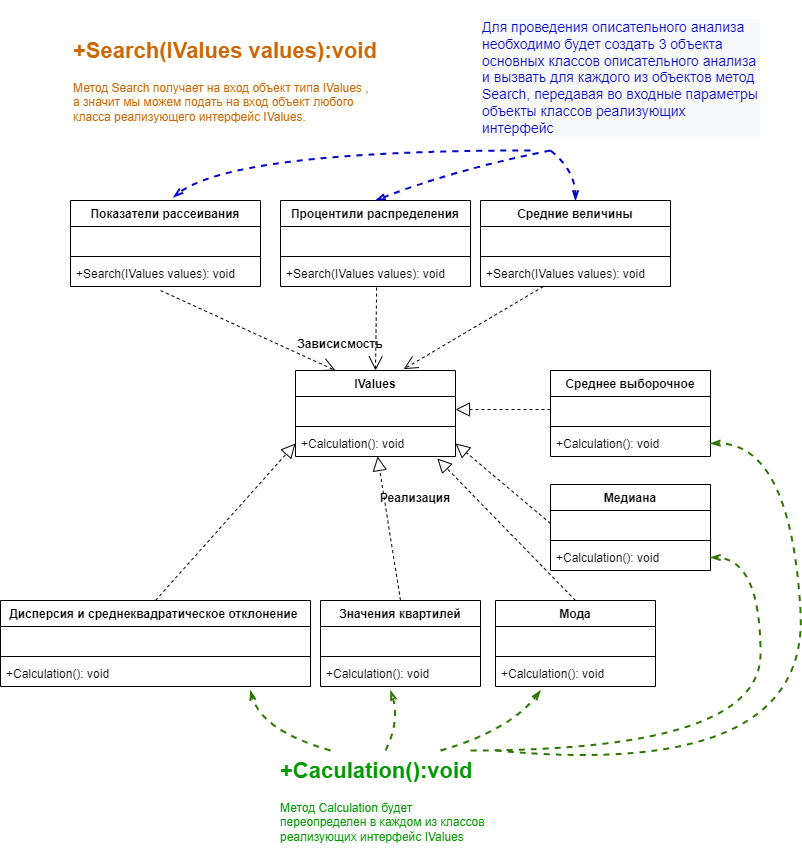 +Search(IValues values):void
Метод Search получает на вход объект типа IValues ,
а значит мы можем подать на вход объект любого
класса реализующего интерфейс IValues.
Для проведения описательного анализа
необходимо будет создать 3 объекта
основных классов описательного анализа
и вызвать для каждого из объектов метод
Search, передавая во входные параметры
объекты классов реализующих
интерфейс
Показатели рассеивания
+Search(IValues values): void
Процентили распределения
+Search(IValues values): void
Средние величины
+Search(IValues values): void
Зависисмость
IValues
+Calculation(): void
Среднее выборочное
+Calculation(): void
Реализация
Медиана
+Calculation(): void
Дисперсия и среднеквадратическое отклонение
+Calculation(): void
Значения квартилей
+Calculation(): void
Мода
+Calculation(): void
+Caculation():void
Метод Calculation будет
переопределен в каждом из классов
реализующих интерфейс IValues